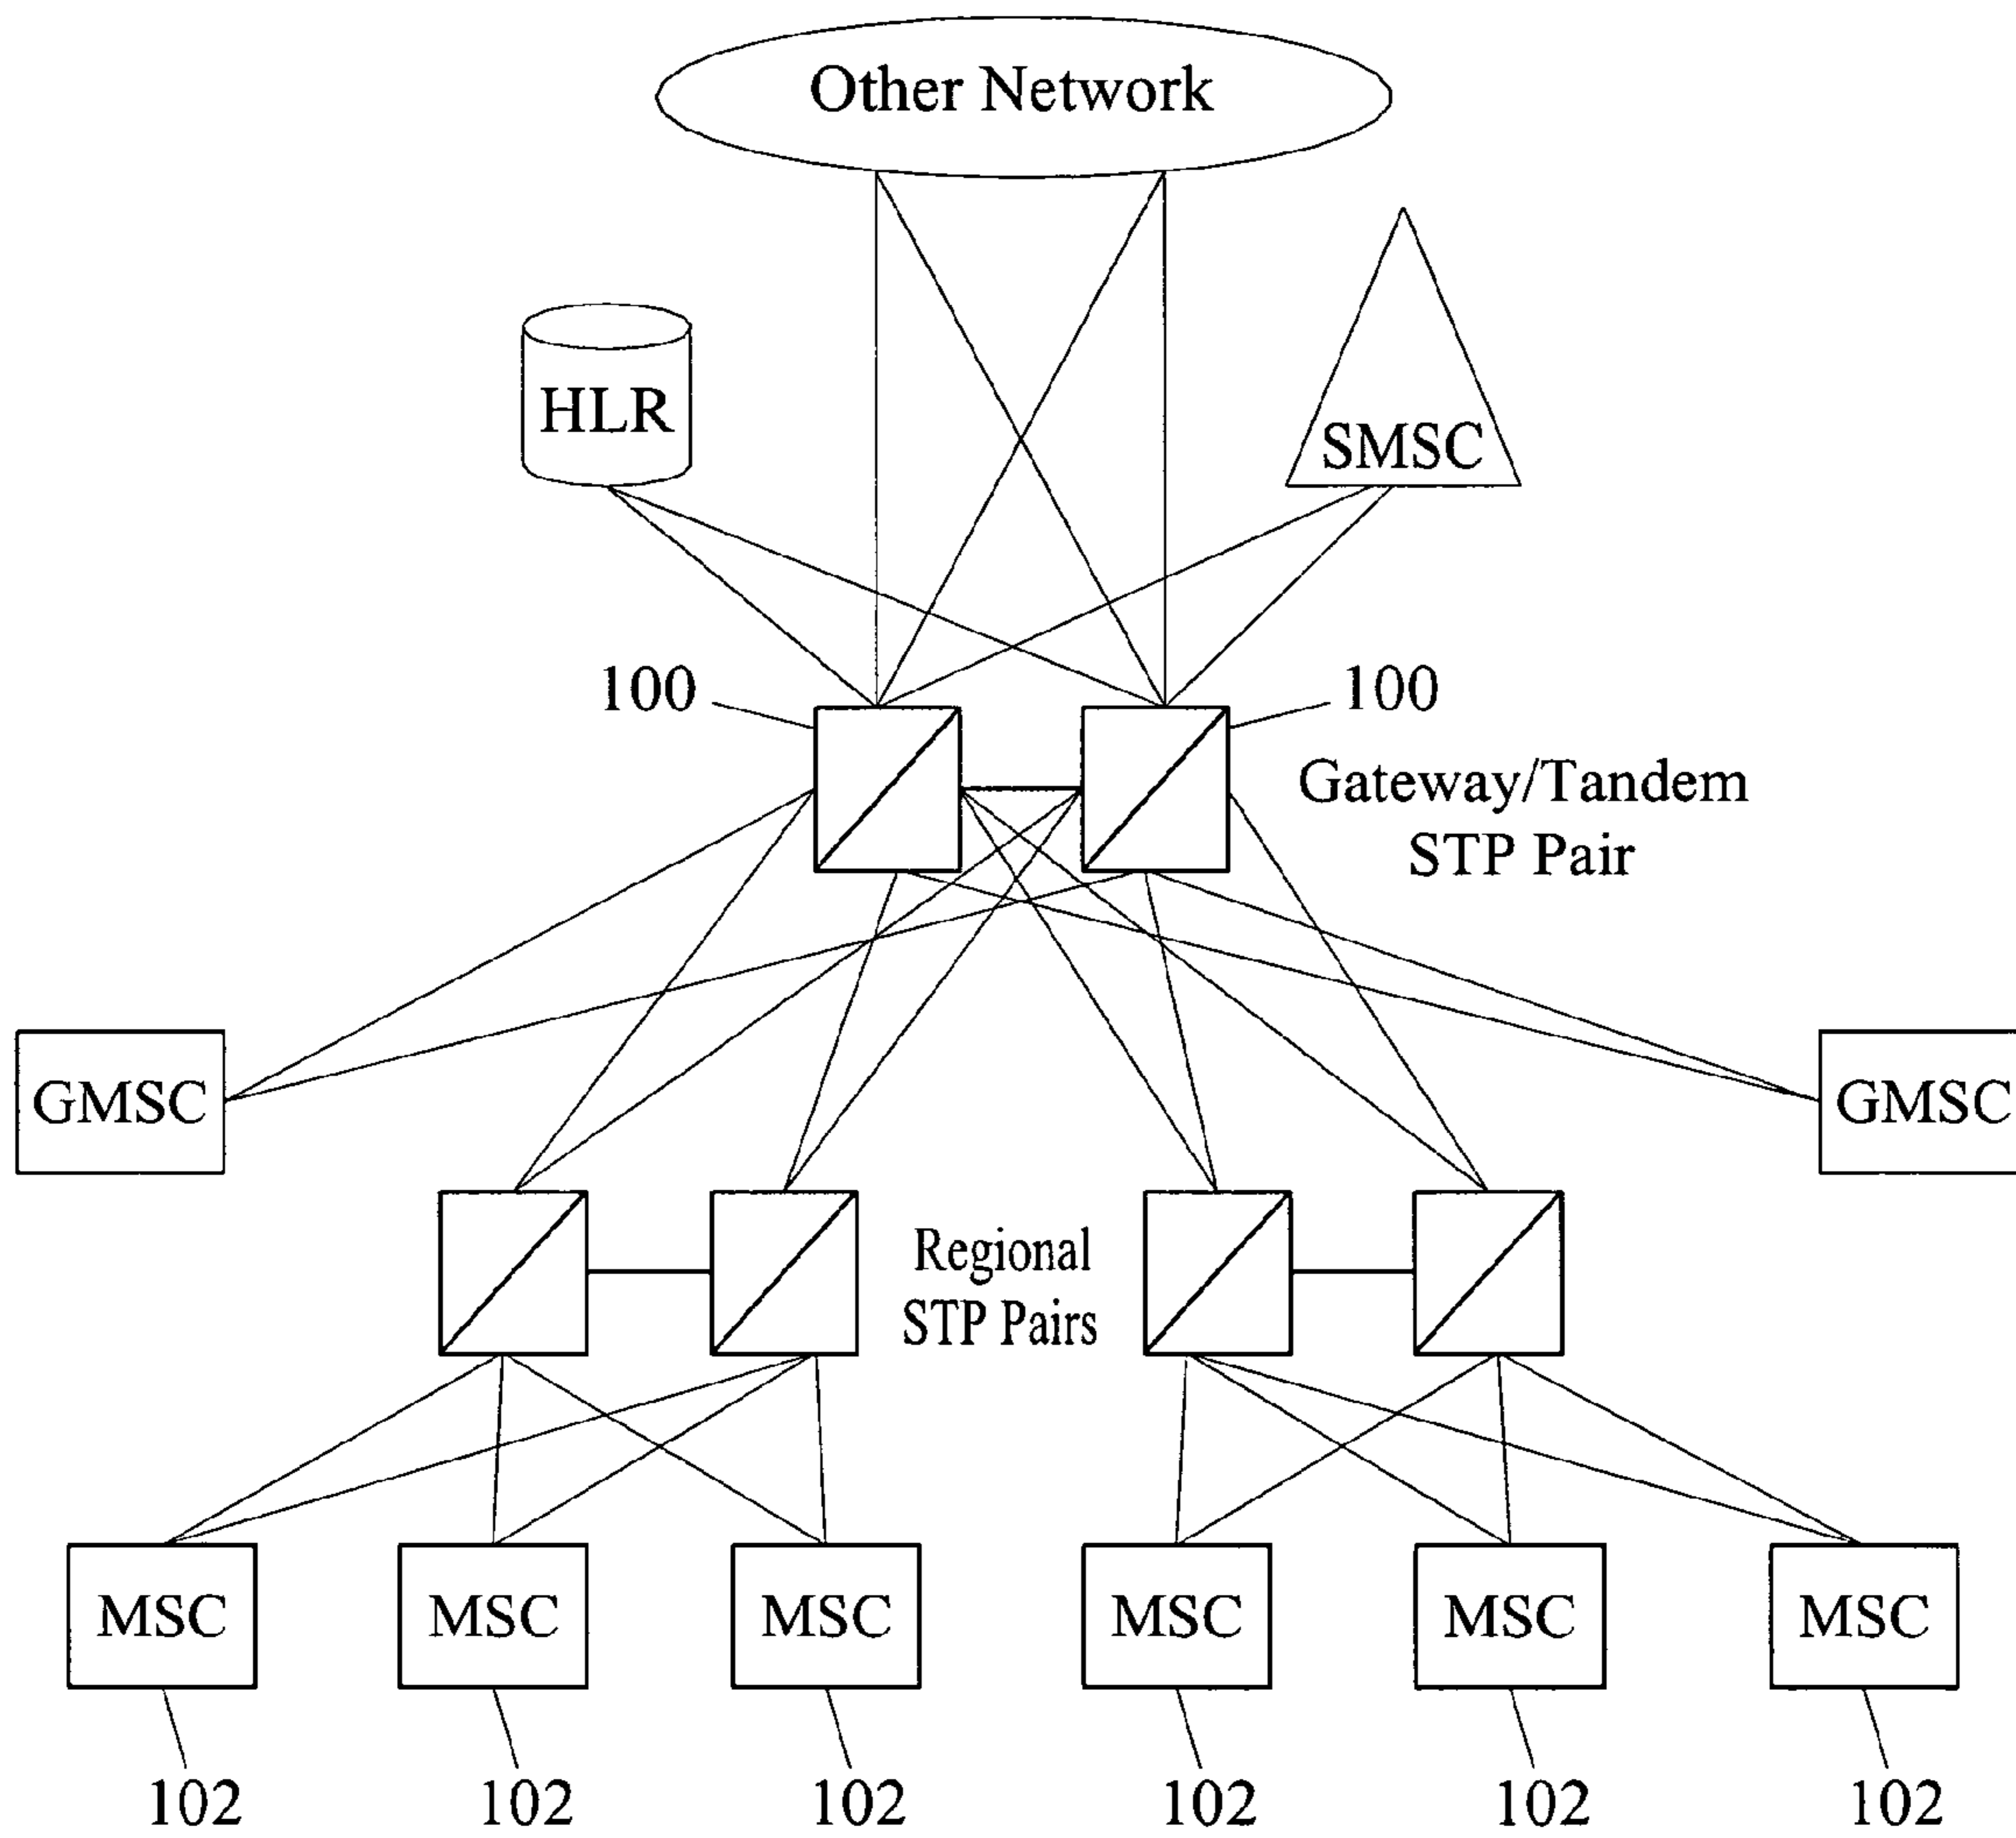 Other Network
HLR
SMSC
100
100
Gateway/Tandem
STP Pair
GMSC
GMSC
Regional
STP Pairs
MSC
MSC
MSC
MSC
MSC
MSC
102
102
102
102
102
102